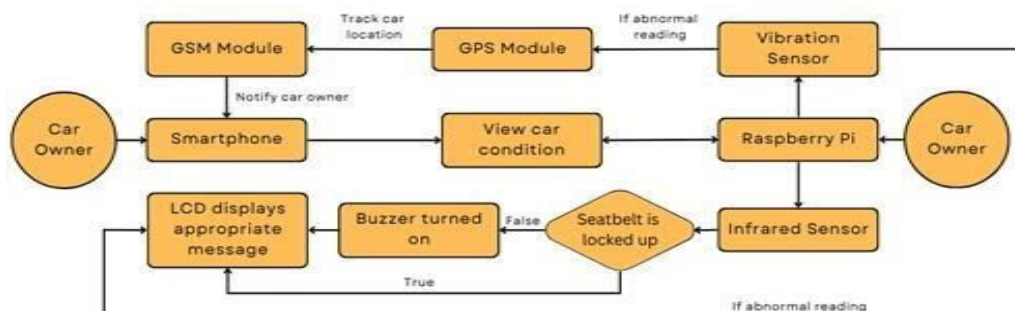 Track car
location
If abnormal
reading
GSM Module
GPS Module
Vibration
Sensor
Notify car owner
Car
Owner
Smartphone
View car
condition
Raspberry Pi
Car
Owner
LCD displays
appropriate
message
Buzzer turned
on
False
Seatbelt is
locked up
Infrared Sensor
True
If abnormal reading